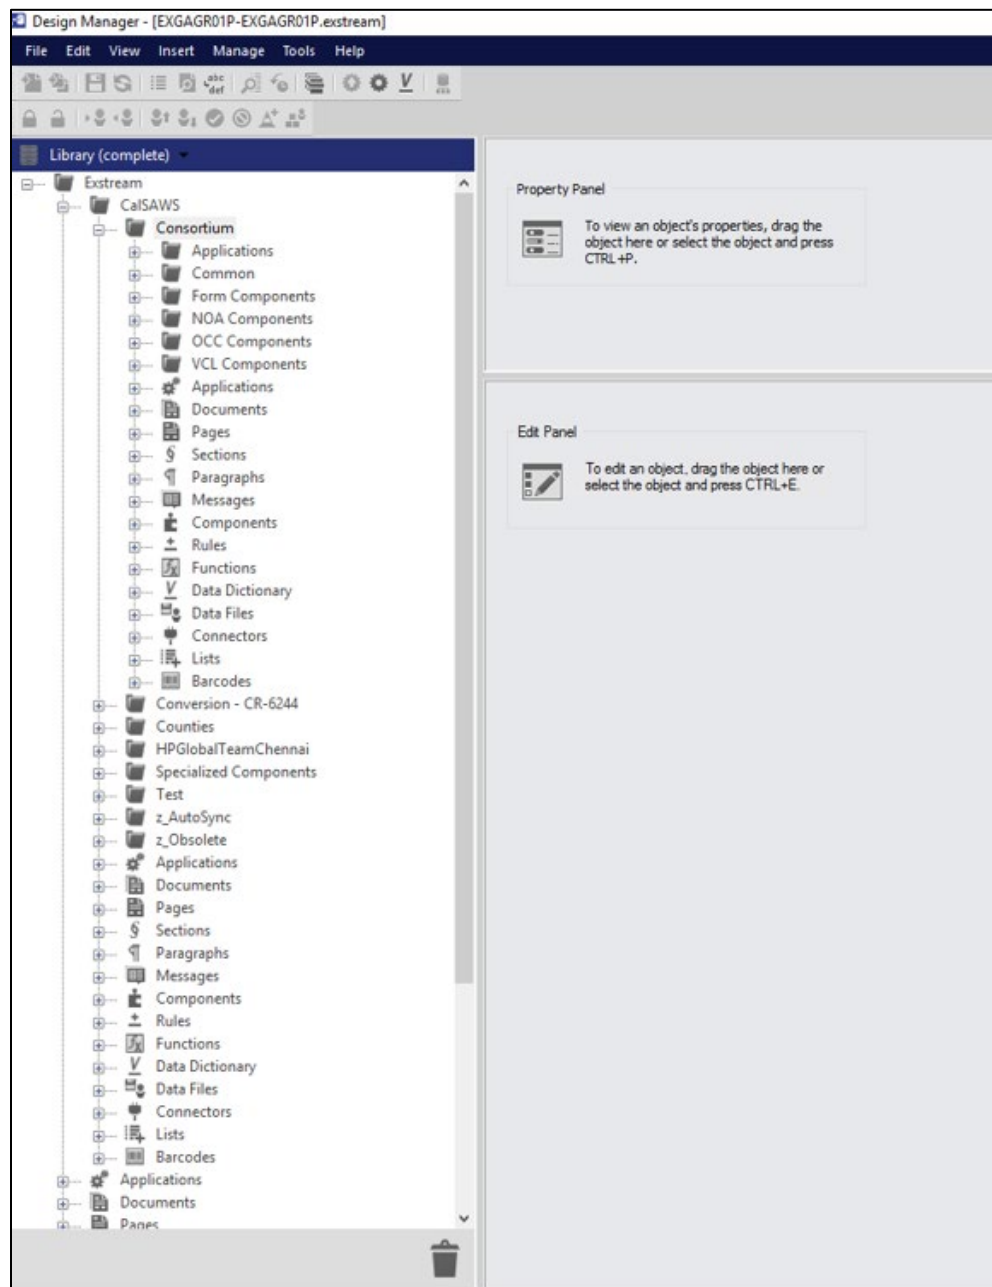 Design Manager - [EXGAGR01P-EXGAGR01P.exstream]
File Edit View Insert Manage Tools Help
abc
def
Library (complete)
Exstream
CalSAWS
Consortium
Applications
Common
Form Components
NOA Components
OCC Components
VCL Components
Applications
Documents
Pages
Sections
Paragraphs
Messages
Components
Rules
Functions
Data Dictionary
Data Files
Connectors
Lists
Barcodes
Conversion - CR-6244
Counties
HPGlobalTeamChennai
Specialized Components
Test
z_AutoSync
z_Obsolete
Applications
Documents
Pages
Sections
Paragraphs
Messages
Components
Rules
Functions
Data Dictionary
Data Files
Connectors
Lists
Barcodes
Applications
Documents
Pages
Property Panel
To view an object's properties, drag the
object here or select the object and press
CTRL+P.
Edit Panel
To edit an object, drag the object here or
select the object and press CTRL+E.